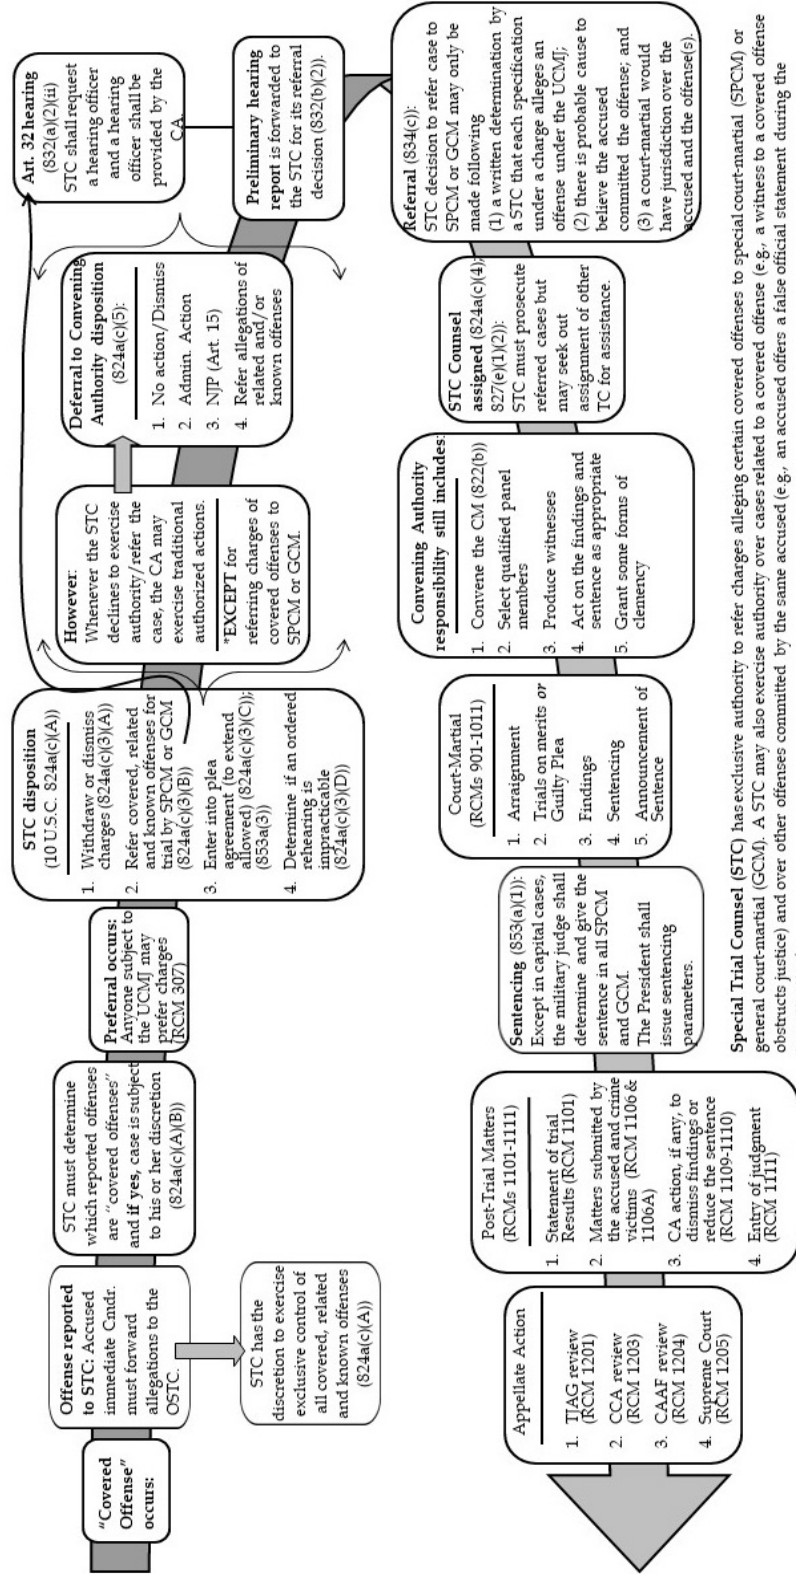 "Covered
Offense"
occurs:
Offense reported
to STC: Accused
immediate Cmdr.
must forward
allegations to the
OSTC.
STC has the
discretion to exercise
exclusive control of
all covered, related
and known offenses
(824a(c)(A))
STC must determine
which reported offenses
are "covered offenses"
and if yes, case is subject
to his or her discretion
(824a(c)(A)(B))
Preferral occurs:
Anyone subject to
the UCMJ may
prefer charges
(RCM 307)
STC disposition
(10 U.S.C. 824a(c)(A))
1. Withdraw or dismiss
charges (824a(c)(3)(A))
2. Refer covered, related
and known offenses for
trial by SPCM or GCM
(824a(c)(3)(B))
3. Enter into plea
agreement (to extend
allowed) (824a(c)(3)(C));
(853a(3))
4. Determine if an ordered
rehearing is
impracticable
(824a(c)(3)(D))
However:
Whenever the STC
declines to exercise
authority/refer the
case, the CA may
exercise traditional
authorized actions.
*EXCEPT for
referring charges of
covered offenses to
SPCM or GCM.
Deferral to Convening
Authority disposition
(824a(c)(5):
1. No action/Dismiss
2. Admin. Action
3. NJP (Art. 15)
4. Refer allegations of
related and/or
known offenses
Art. 32 hearing
(832(a)(2)(ii)
STC shall request
a hearing officer
and a hearing
officer shall be
provided by the
CA.
Preliminary hearing
report is forwarded to
the STC for its referral
decision (832(b)(2)).
Referral (834(c)):
STC decision to refer case to
SPCM or GCM may only be
made following
(1) a written determination by
a STC that each specification
under a charge alleges an
offense under the UCMJ;
(2) there is probable cause to
believe the accused
committed the offense; and
(3) a court-martial would
have jurisdiction over the
accused and the offense(s).
STC Counsel
assigned (824a(c)(4);
827(e)(1)(2)):
STC must prosecute
referred cases but
may seek out
assignment of other
TC for assistance.
Convening Authority
responsibility still includes:
1. Convene the CM (822(b))
2. Select qualified panel
members
3. Produce witnesses
4. Act on the findings and
sentence as appropriate
5. Grant some forms of
clemency
Court-Martial
(RCMs 901-1011)
1. Arraignment
2. Trials on merits or
Guilty Plea
3. Findings
4. Sentencing
5. Announcement of
Sentence
Sentencing (853(a)(1)):
Except in capital cases,
the military judge shall
determine and give the
sentence in all SPCM
and GCM.
The President shall
issue sentencing
parameters.
Post-Trial Matters
(RCMs 1101-1111)
1. Statement of trial
Results (RCM 1101)
2. Matters submitted by
the accused and crime
victims (RCM 1106 &
1106A)
3. CA action, if any, to
dismiss findings or
reduce the sentence
(RCM 1109-1110)
4. Entry of judgment
(RCM 1111)
Appellate Action
1. TJAG review
(RCM 1201)
2. CCA review
(RCM 1203)
3. CAAF review
(RCM 1204)
4. Supreme Court
(RCM 1205)
Special Trial Counsel (STC) has exclusive authority to refer charges alleging certain covered offenses to special court-martial (SPCM) or
general court-martial (GCM). A STC may also exercise authority over cases related to a covered offense (e.g., a witness to a covered offense
obstructs justice) and over other offenses committed by the same accused (e.g., an accused offers a false official statement during the